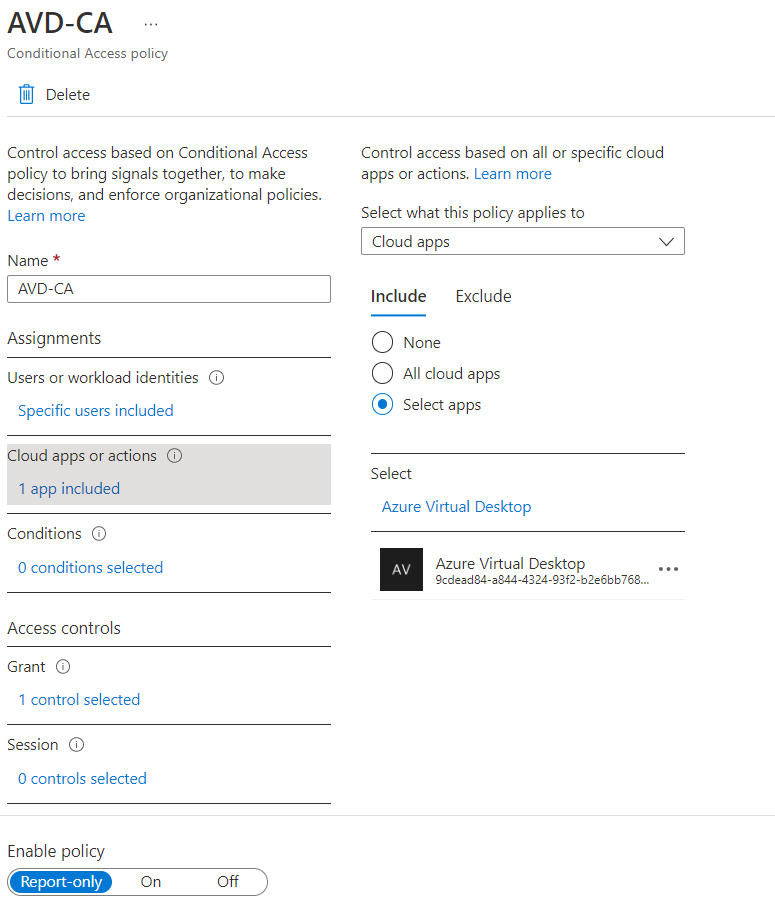 AVD-CA ...
Conditional Access policy
Delete
Control access based on Conditional Access
policy to bring signals together, to make
decisions, and enforce organizational policies.
Learn more
Name *
AVD-CA
Assignments
Users or workload identities
Specific users included
Cloud apps or actions
1 app included
Conditions
0 conditions selected
Access controls
Grant
1 control selected
Session
0 controls selected
Control access based on all or specific cloud
apps or actions. Learn more
Select what this policy applies to
Cloud apps
Include Exclude
None
All cloud apps
Select apps
Select
Azure Virtual Desktop
AV
Azure Virtual Desktop
9cdead84-a844-4324-93f2-b2e6bb768...
Enable policy
Report-only On Off